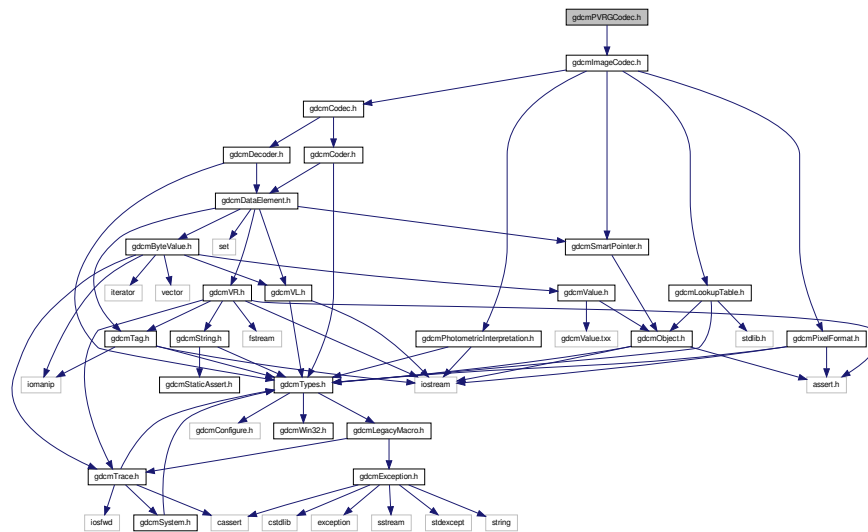 gdcmPVRGCodec.h
gdcmImageCodec.h
gdcmCodec.h
gdcmDecoder.h
gdcmCoder.h
gdcmDataElement.h
gdcmByteValue.h
set
gdcmSmartPointer.h
iterator
vector
gdcmVR.h
gdcmVL.h
gdcmValue.h
gdcmLookupTable.h
gdcmTag.h
gdcmString.h
fstream
gdcmPhotometricInterpretation.h
gdcmValue.txx
gdcmObject.h
stdlib.h
gdcmPixelFormat.h
iomanip
gdcmStaticAssert.h
gdcmTypes.h
iostream
assert.h
gdcmConfigure.h
gdcmWin32.h
gdcmLegacyMacro.h
gdcmTrace.h
gdcmException.h
iosfwd
gdcmSystem.h
cassert
cstdlib
exception
sstream
stdexcept
string